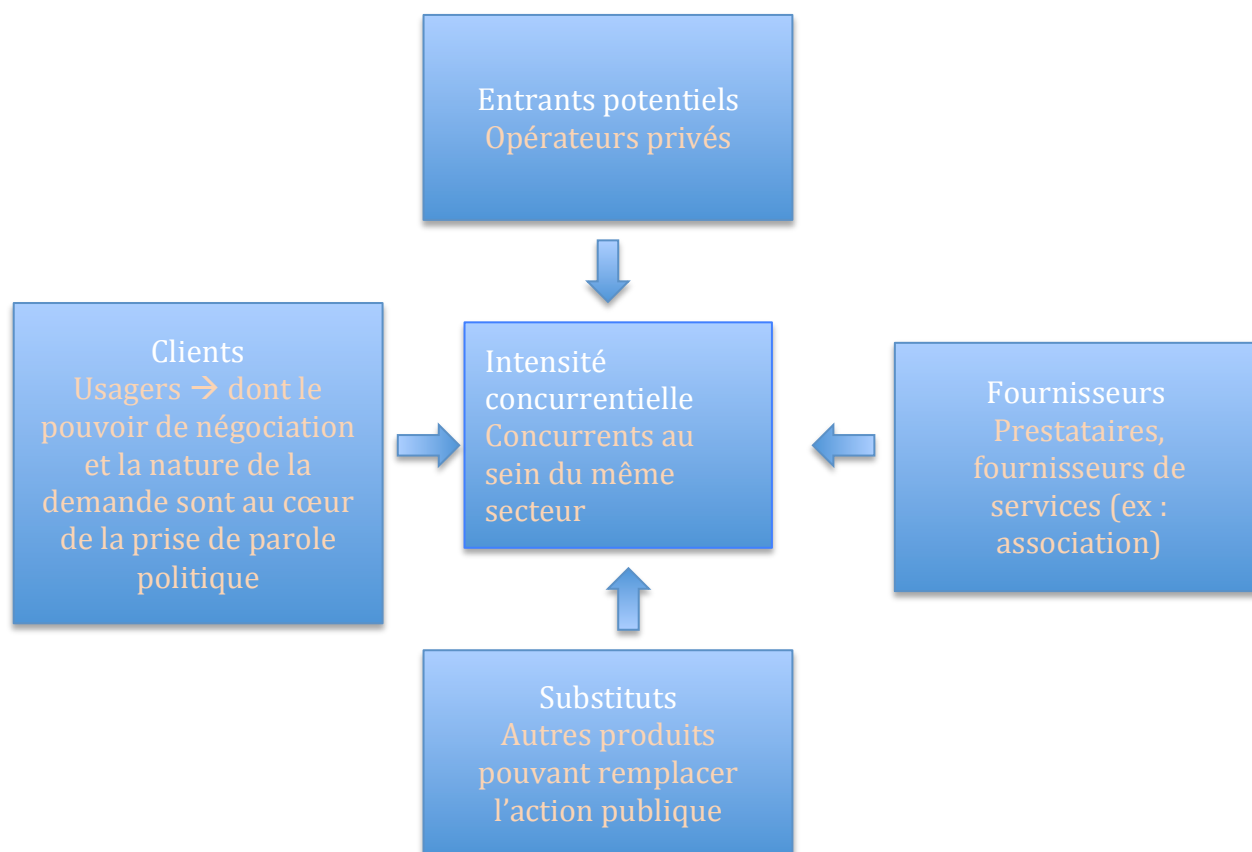 Entrants potentiels
Opérateurs privés
Clients
Usagers → dont le
pouvoir de négociation
et la nature de la
demande sont au cœur
de la prise de parole
politique
Intensité
concurrentielle
Concurrents au
sein du même
secteur
Fournisseurs
Prestataires,
fournisseurs de
services (ex :
association)
Substituts
Autres produits
pouvant remplacer
l’action publique